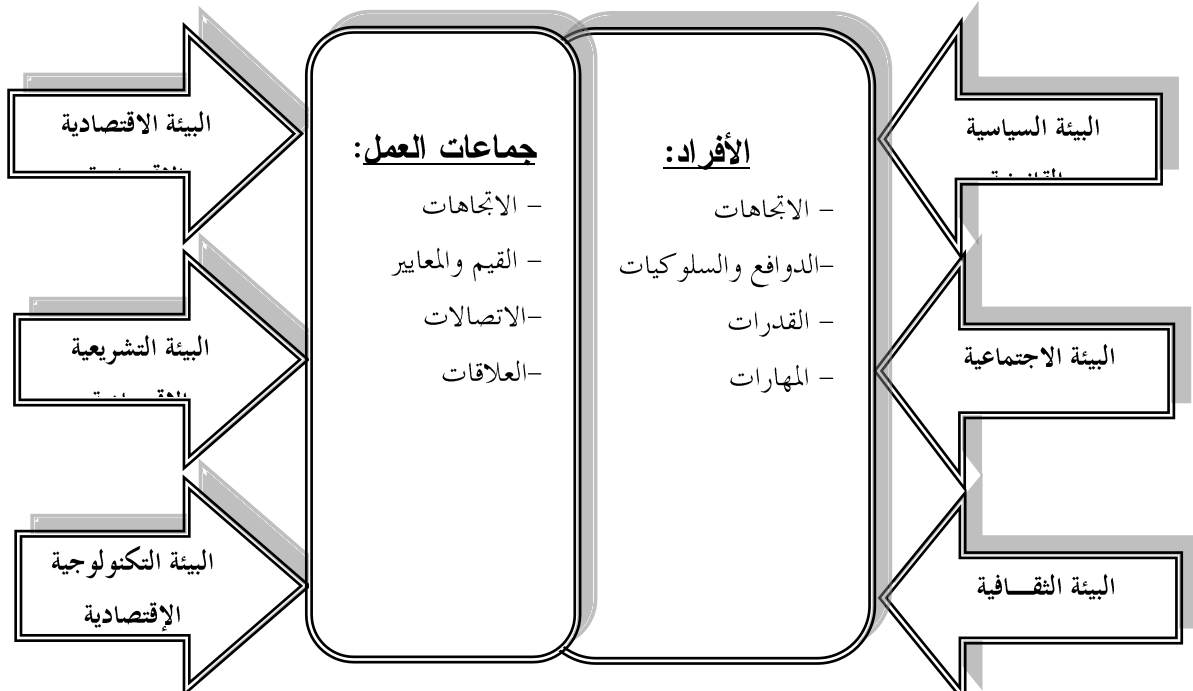 البيئة السياسية
البيئة الاجتماعية
البيئة الثقـــافية
الأفراد:
– الاتجاهات
–الدوافع والسلوكيات
– القدرات
– المهارات
جماعات العمل:
– الاتجاهات
– القيم والمعايير
–الاتصالات
–العلاقات
البيئة الاقتصادية
البيئة التشريعية
البيئة التكنولوجية
الإقتصادية